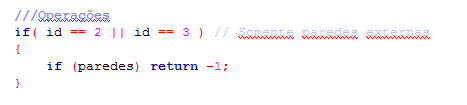 ///Operações
if( id == 2 || id == 3 ) // Somente paredes externas
{
    if (paredes) return -1;
}